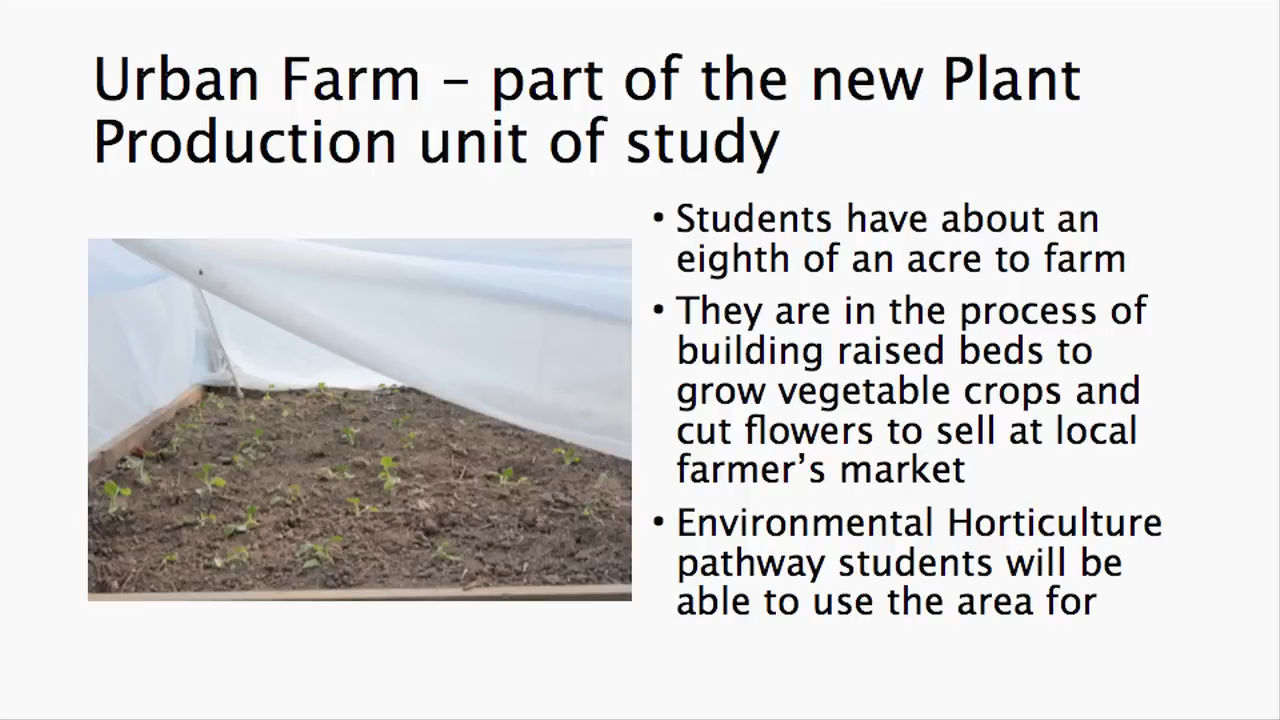 Urban Farm – part of the new Plant
Production unit of study
• Students have about an
eighth of an acre to farm
• They are in the process of
building raised beds to
grow vegetable crops and
cut flowers to sell at local
farmer’s market
• Environmental Horticulture
pathway students will be
able to use the area for